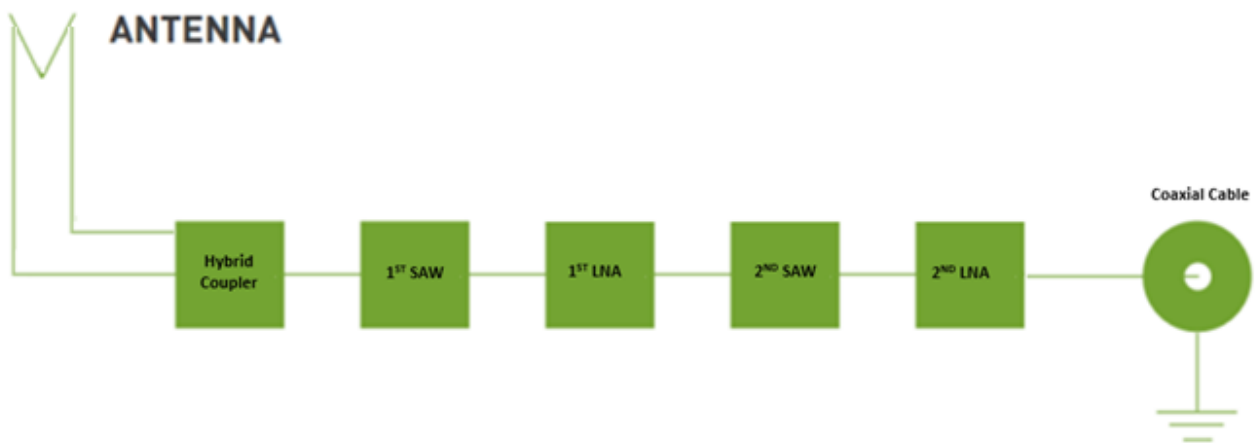 ANTENNA
Coaxial Cable
Hybrid
Coupler
1ST SAW
1ST LNA
2ND SAW
2ND LNA